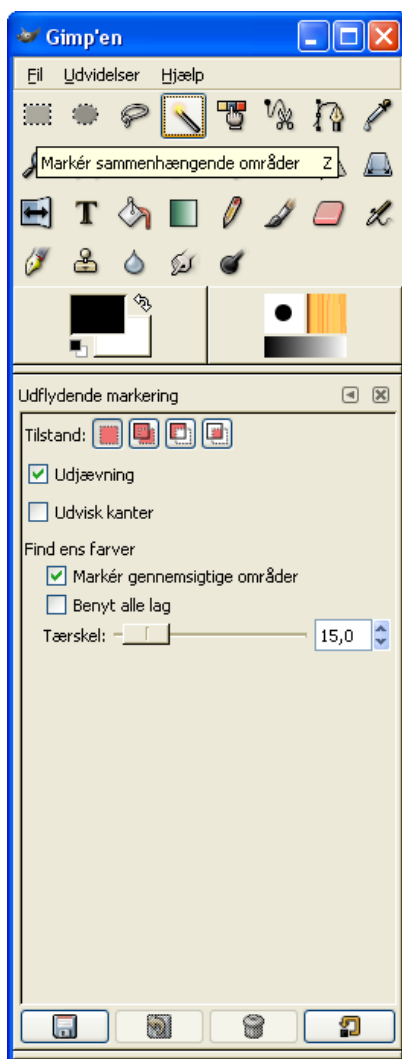 Gimp'en
Fil Udvidelser Hjælp
Markér sammenhængende områder Z
T
Udflydende markering
Tilstand:
Udjævning
Udvisk kanter
Find ens farver
Markér gennemsigtige områder
Benyt alle lag
Tærskel: 15,0